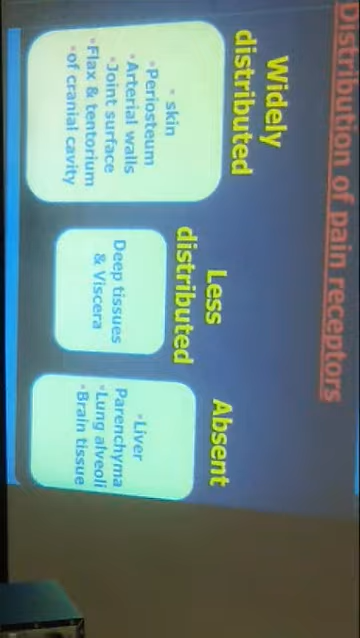 Distribution of pain receptors
Widely
distributed
• skin
•Periosteum
•Arterial walls
•Joint surface
•Flax & tentorium
•of cranial cavity
Less
distributed
Deep tissues
& Viscera
Absent
•Liver
Parenchyma
•Lung alveoli
•Brain tissue